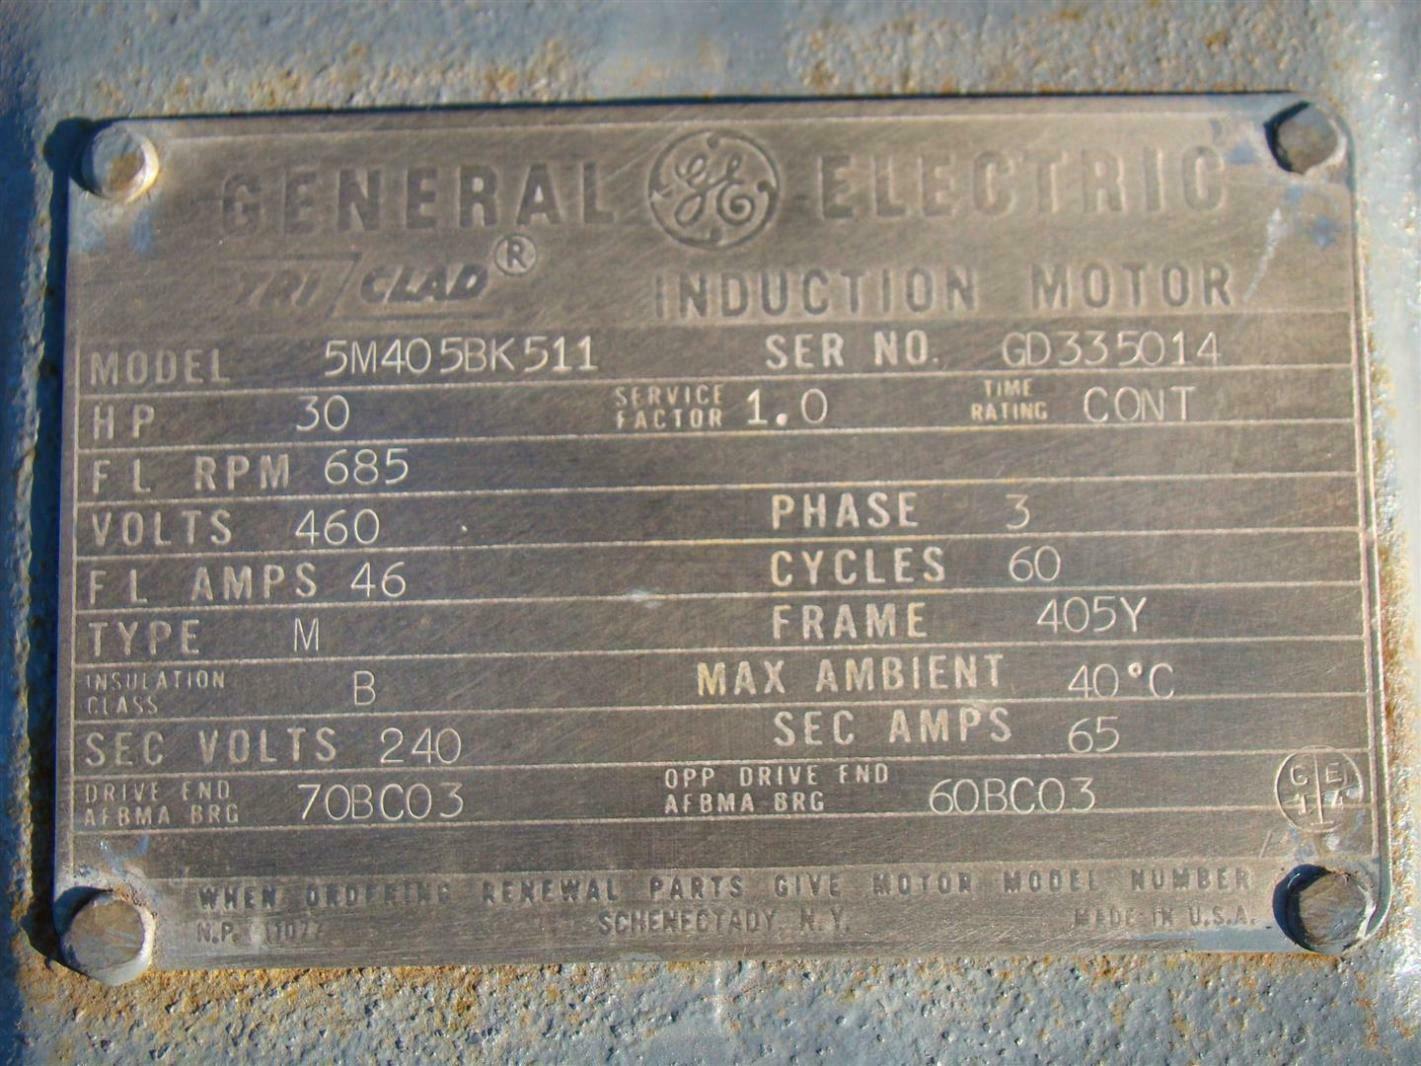 GENERAL GE ELECTRIC
TRI CLAD ® INDUCTION MOTOR
MODEL 5M405BK511 SER NO. GD335014
HP 30 SERVICE FACTOR 1.0 TIME RATING CONT
FL RPM 685
VOLTS 460 PHASE 3
FL AMPS 46 CYCLES 60
TYPE M FRAME 405Y
INSULATION CLASS B MAX AMBIENT 40°C
SEC VOLTS 240 SEC AMPS 65
DRIVE END AFBMA BRG 70BC03 OPP DRIVE END AFBMA BRG 60BC03
WHEN ORDERING RENEWAL PARTS GIVE MOTOR MODEL NUMBER
N.P. SCHENECTADY, N.Y. MADE IN U.S.A.